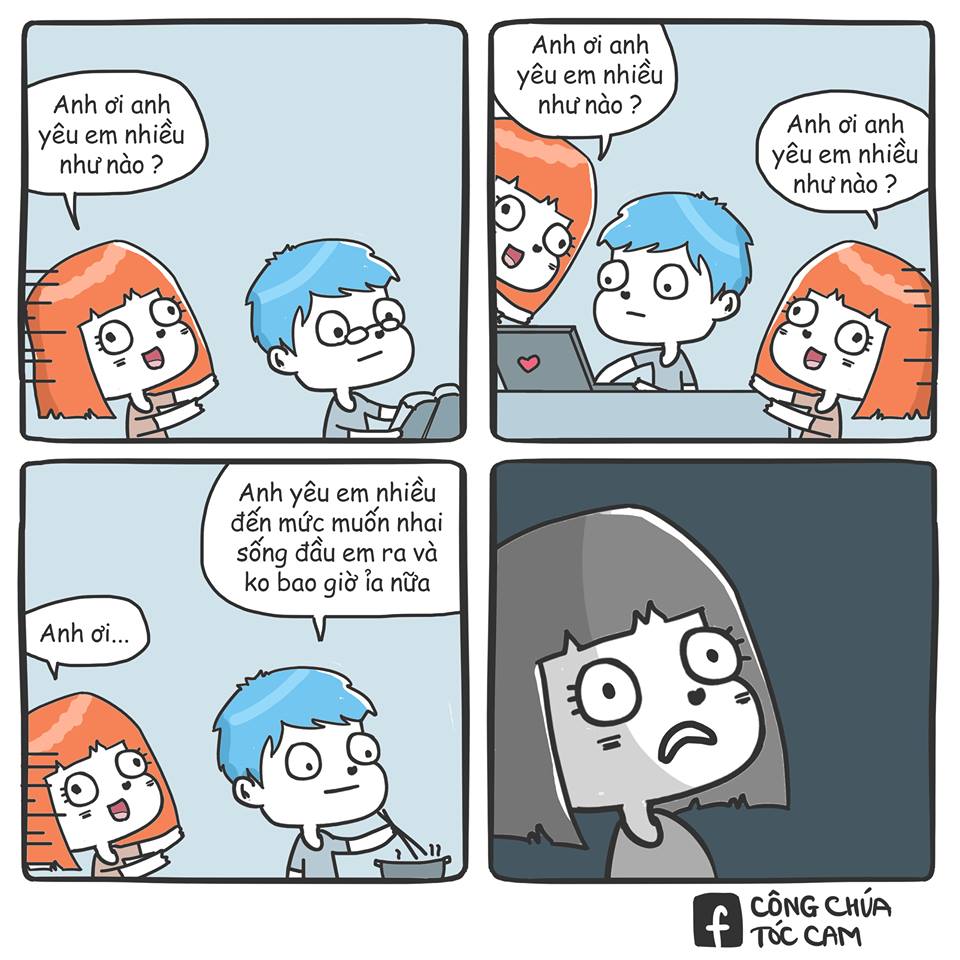 Anh ơi anh
yêu em nhiều
như nào ?
Anh ơi anh
yêu em nhiều
như nào ?
Anh ơi anh
yêu em nhiều
như nào ?
Anh yêu em nhiều
đến mức muốn nhai
sống đầu em ra và
ko bao giờ ỉa nữa
Anh ơi...
f CÔNG CHÚA
TÓC CAM